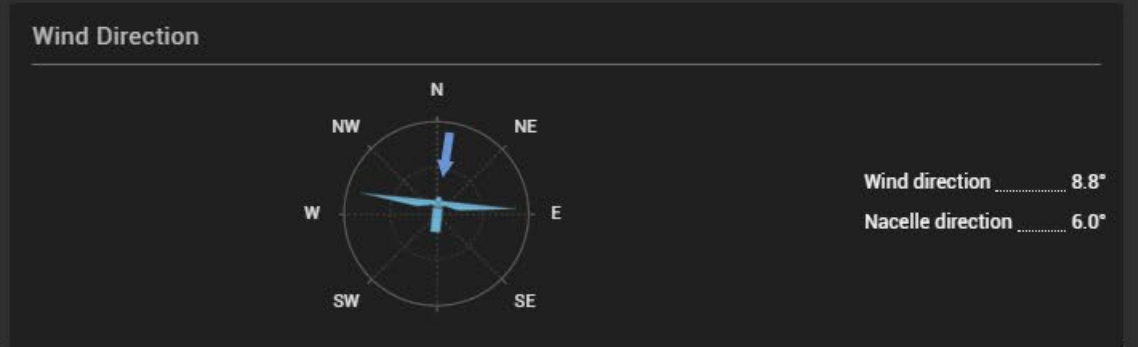 Wind Direction
N
NW NE
W E
SW SE
Wind direction 8.8°
Nacelle direction 6.0°